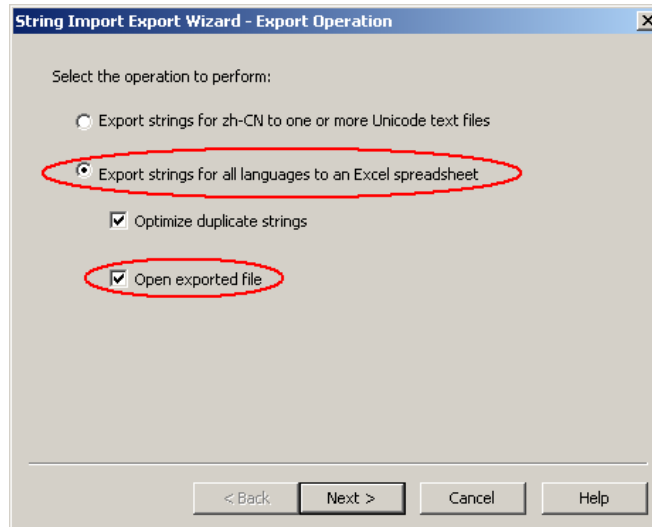 String Import Export Wizard - Export Operation
Select the operation to perform:
Export strings for zh-CN to one or more Unicode text files
Export strings for all languages to an Excel spreadsheet
Optimize duplicate strings
Open exported file
< Back Next > Cancel Help